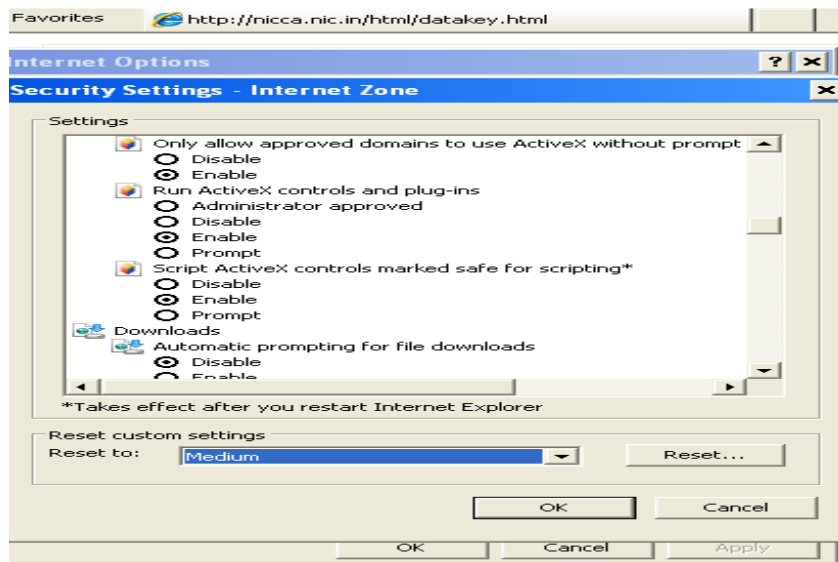 Favorites http://nicca.nic.in/html/datakey.html
Internet Options ?
Security Settings - Internet Zone
Settings
Only allow approved domains to use ActiveX without prompt
Disable
Enable
Run ActiveX controls and plug-ins
Administrator approved
Disable
Enable
Prompt
Script ActiveX controls marked safe for scripting*
Disable
Enable
Prompt
Downloads
Automatic prompting for file downloads
Disable
Enable
*Takes effect after you restart Internet Explorer
Reset custom settings
Reset to: Medium Reset...
OK Cancel
OK Cancel Apply